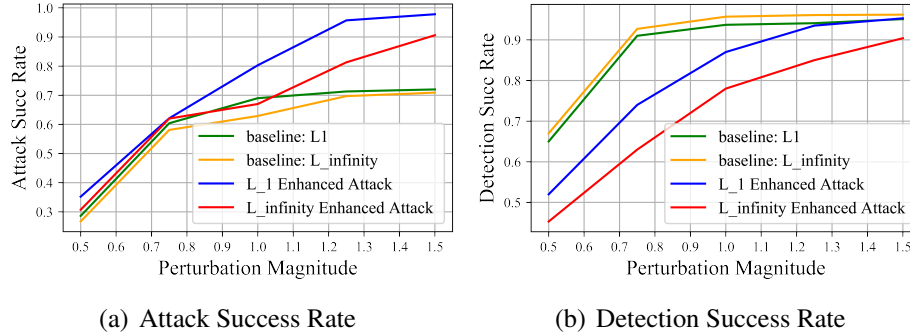 Attack Succ Rate
1.0
0.9
0.8
0.7
0.6
0.5
0.4
0.3
baseline: L1
baseline: L_infinity
L_1 Enhanced Attack
L_infinity Enhanced Attack
0.5 0.6 0.7 0.8 0.9 1.0 1.2 1.3 1.4 1.5
Perturbation Magnitude
(a) Attack Success Rate
Detection Succ Rate
0.9
0.8
0.7
0.6
0.5
baseline: L1
baseline: L_infinity
L_1 Enhanced Attack
L_infinity Enhanced Attack
0.5 0.6 0.7 0.8 0.9 1.0 1.2 1.3 1.4 1.5
Perturbation Magnitude
(b) Detection Success Rate